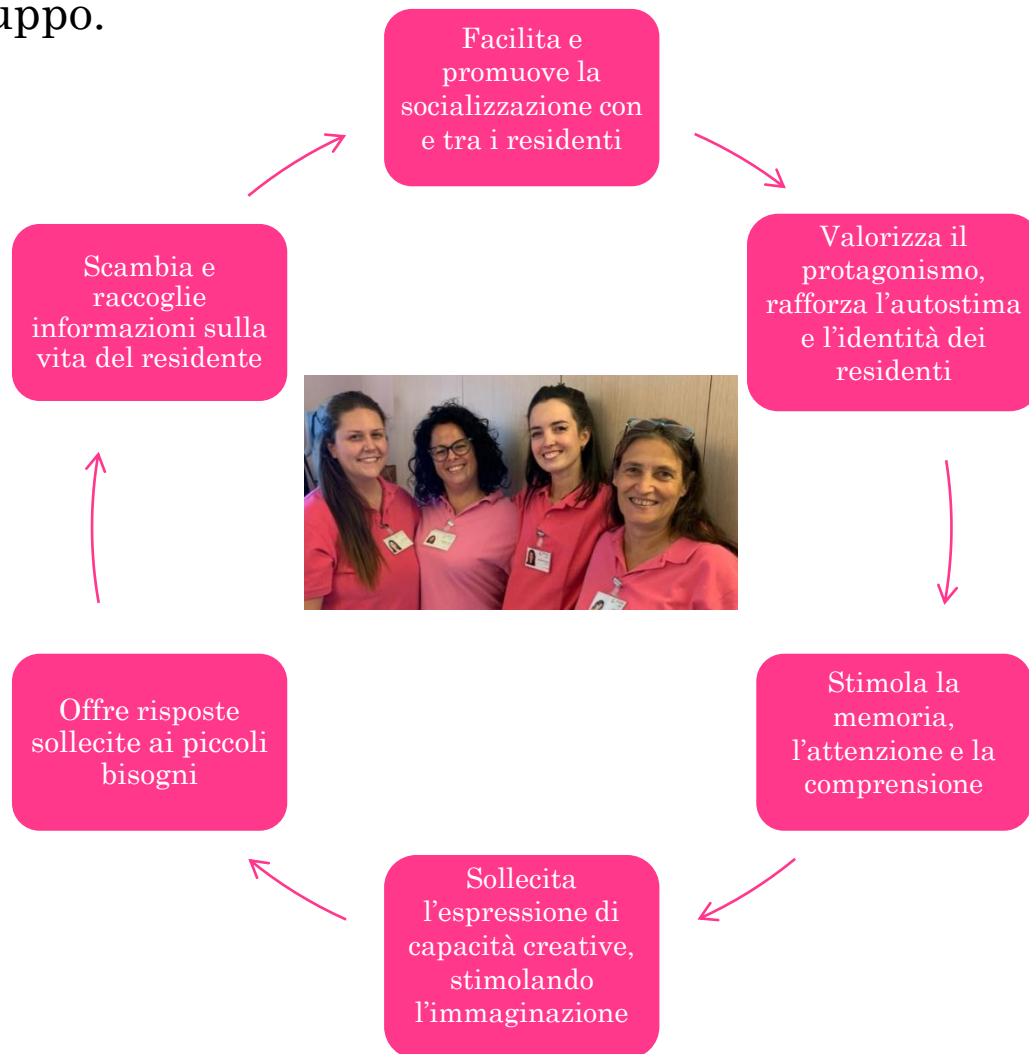 uppo.
Facilita e
promuove la
socializzazione con
e tra i residenti
Valorizza il
protagonismo,
rafforza l'autostima
e l'identità dei
residenti
Stimola la
memoria,
l'attenzione e la
comprensione
Sollecita
l'espressione di
capacità creative,
stimolando
l'immaginazione
Offre risposte
sollecite ai piccoli
bisogni
Scambia e
raccoglie
informazioni sulla
vita del residente